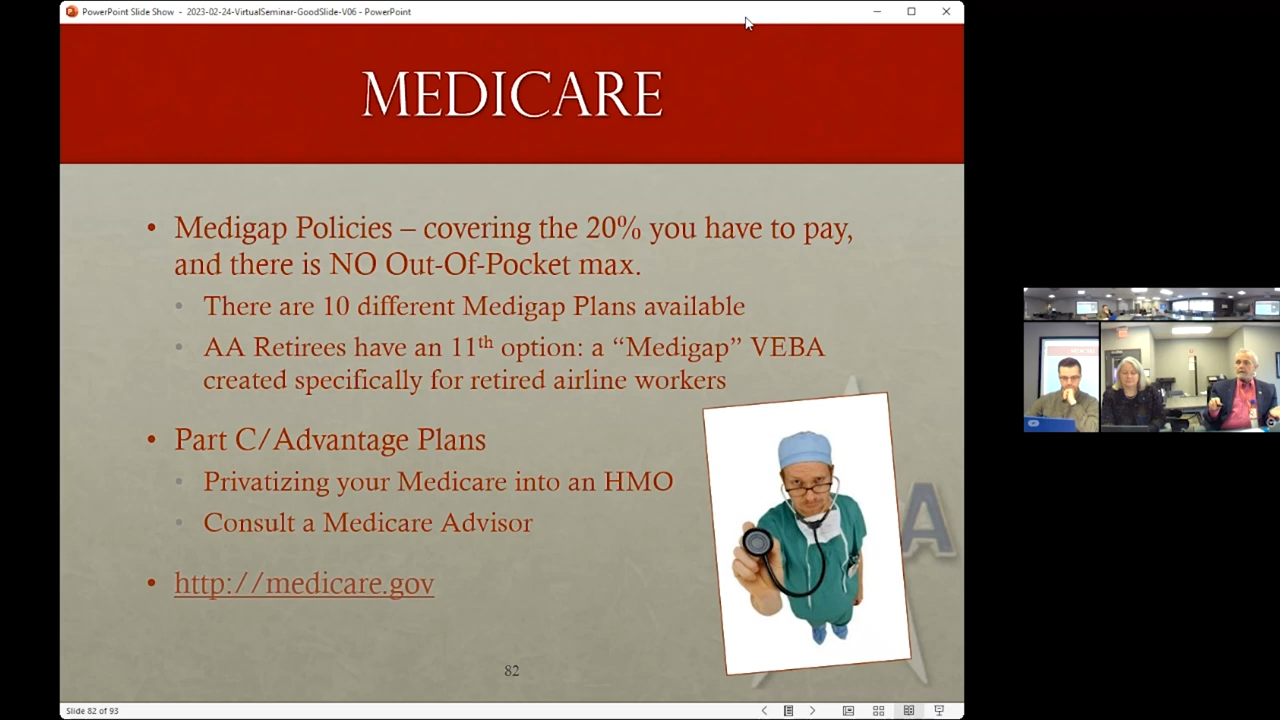 PowerPoint Slide Show - 2023-02-24-VirtualSeminar-GoodSlide-V06 - PowerPoint
MEDICARE
• Medigap Policies – covering the 20% you have to pay,
and there is NO Out-Of-Pocket max.
• There are 10 different Medigap Plans available
• AA Retirees have an 11th option: a “Medigap” VEBA
created specifically for retired airline workers
• Part C/Advantage Plans
• Privatizing your Medicare into an HMO
• Consult a Medicare Advisor
• http://medicare.gov
A
82
Slide 82 of 93